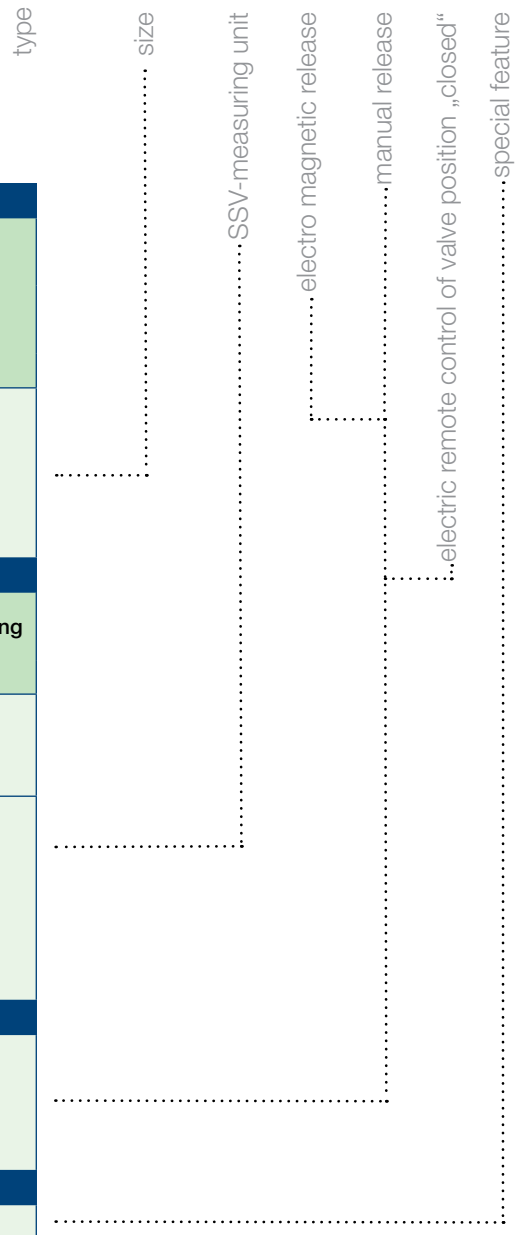 type
size
SSV-measuring unit
electro magnetic release
manual release
electric remote control of valve position „closed“
special feature